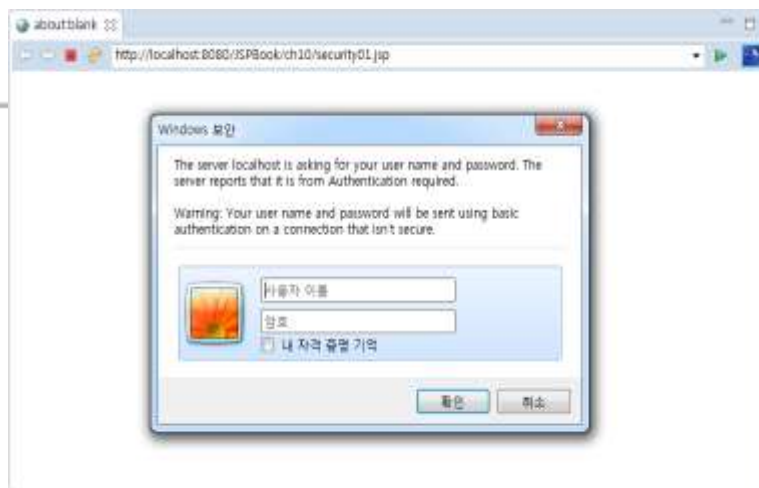 about:blank
http://localhost:8080/JSPBook/ch10/security01.jsp
Windows 보안
The server localhost is asking for your user name and password. The
server reports that it is from Authentication required.
Warning: Your user name and password will be sent using basic
authentication on a connection that isn't secure.
사용자 이름
암호
내 자격 증명 기억
확인
취소